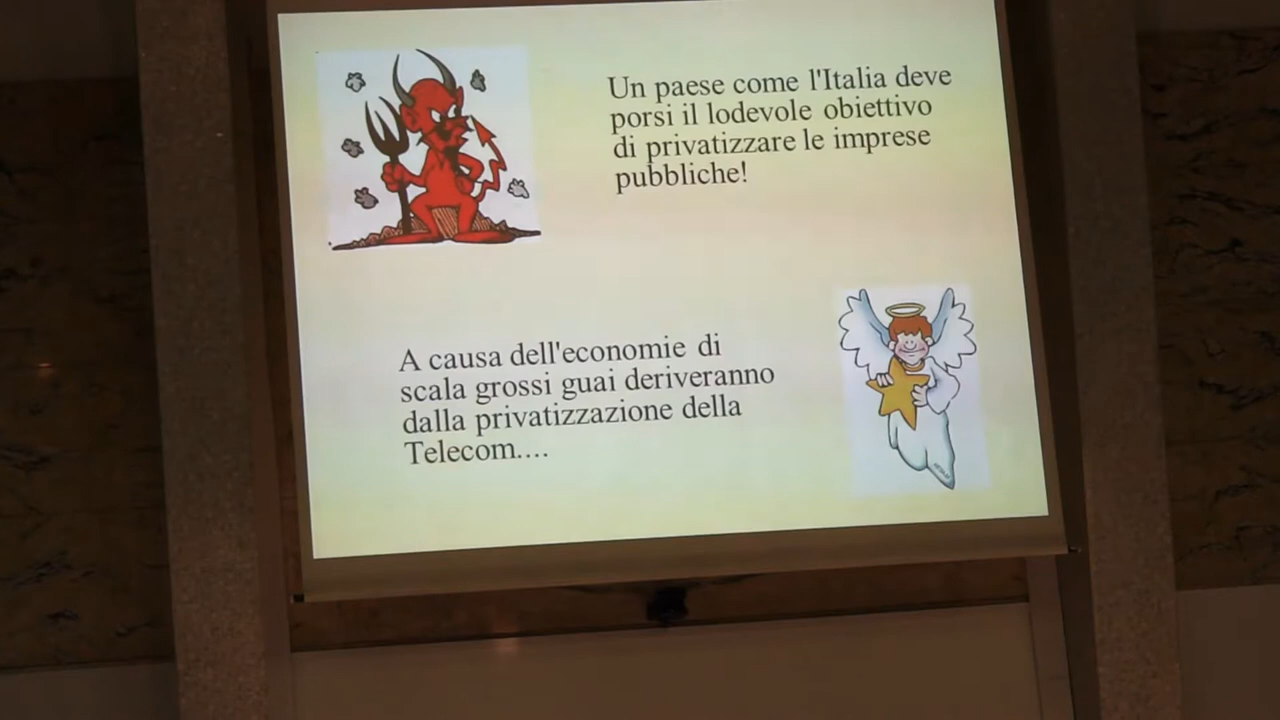 Un paese come l'Italia deve
porsi il lodevole obiettivo
di privatizzare le imprese
pubbliche!
A causa dell'economie di
scala grossi guai deriveranno
dalla privatizzazione della
Telecom....